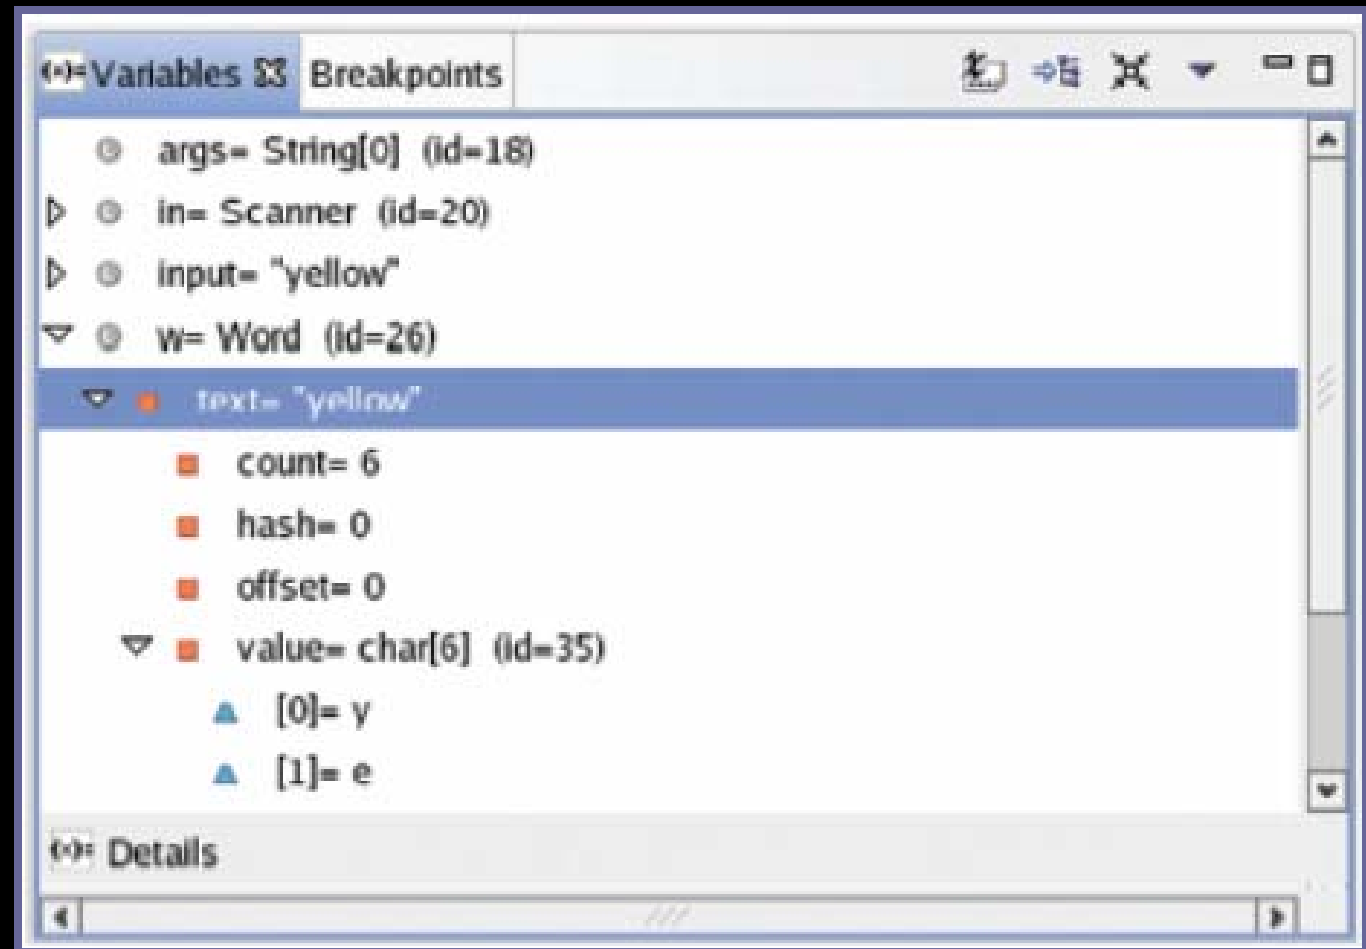 (x)= Variables Breakpoints
args= String[0] (id=18)
in= Scanner (id=20)
input= "yellow"
w= Word (id=26)
text= "yellow"
count= 6
hash= 0
offset= 0
value= char[6] (id=35)
[0]= y
[1]= e
(x)= Details